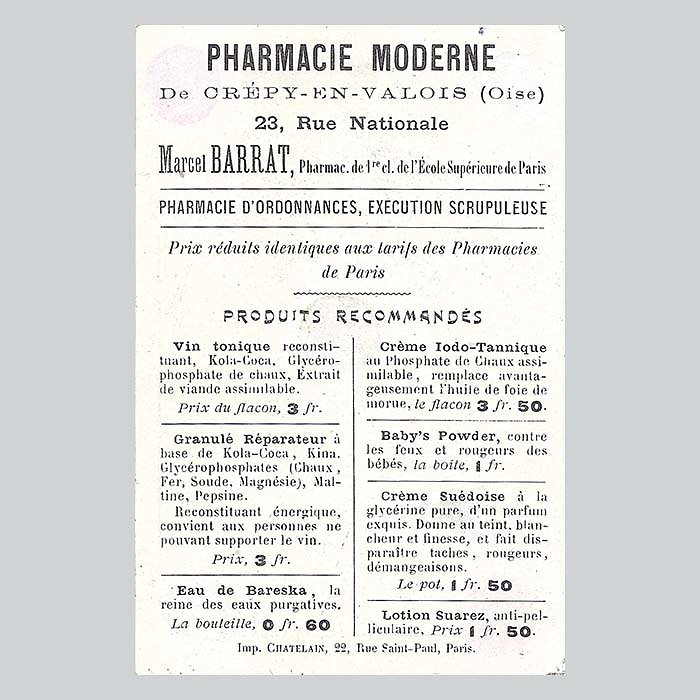 PHARMACIE MODERNE
De CRÉPY-EN-VALOIS (Oise)
23, Rue Nationale
Marcel BARRAT, Pharmac. de 1re cl. de l'École Supérieure de Paris
PHARMACIE D'ORDONNANCES, EXECUTION SCRUPULEUSE
Prix réduits identiques aux tarifs des Pharmacies
de Paris
PRODUITS RECOMMANDÉS
Vin tonique reconsti-
tuant, Kola-Coca, Glycéro-
phosphate de chaux, Extrait
de viande assimilable.
Prix du flacon, 3 fr.
Granulé Réparateur à
base de Kola-Coca, Kina,
Glycérophosphates (Chaux,
Fer, Soude, Magnésie), Mal-
tine, Pepsine.
Reconstituant énergique,
convient aux personnes ne
pouvant supporter le vin.
Prix, 3 fr.
Eau de Bareska, la
reine des eaux purgatives.
La bouteille, 0 fr. 60
Crème Iodo-Tannique
au Phosphate de Chaux assi-
milable, remplace avanta-
geusement l'huile de foie de
morue, le flacon 3 fr. 50.
Baby's Powder, contre
les feux et rougeurs des
bébés, la boite, 1 fr.
Crème Suédoise à la
glycérine pure, d'un parfum
exquis. Donne au teint, blan-
cheur et finesse, et fait dis-
paraître taches, rougeurs,
démangeaisons.
Le pot, 1 fr. 50
Lotion Suarez, anti-pel-
liculaire, Prix 1 fr. 50.
Imp. CHATELAIN, 22, Rue Saint-Paul, Paris.